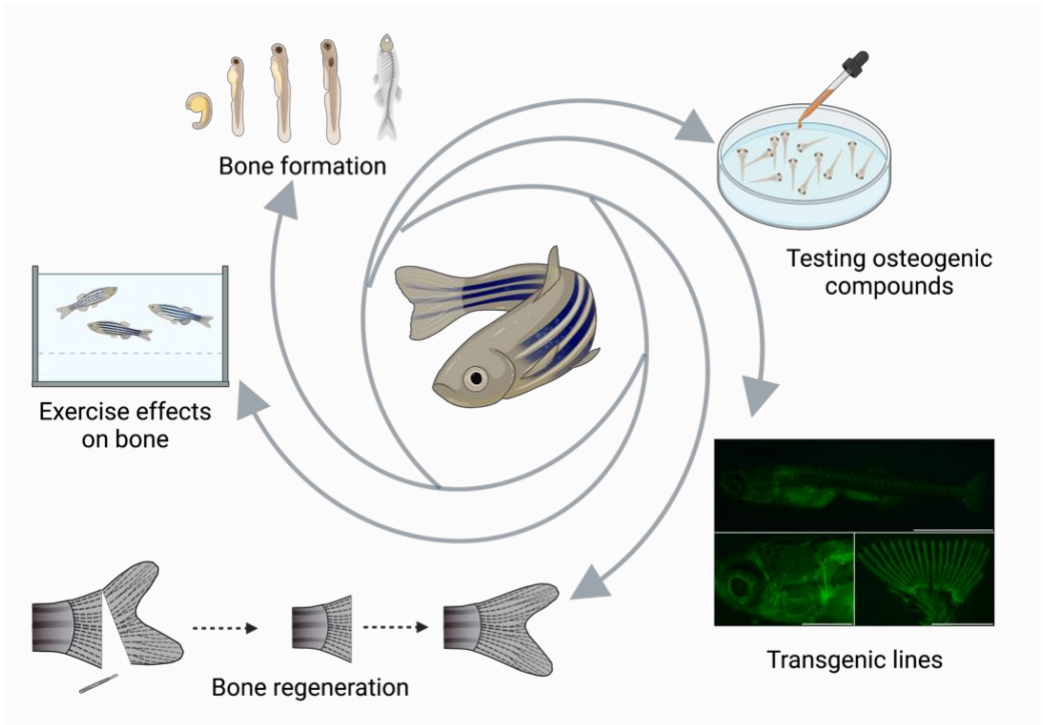 Bone formation
Testing osteogenic
compounds
Exercise effects
on bone
Transgenic lines
Bone regeneration